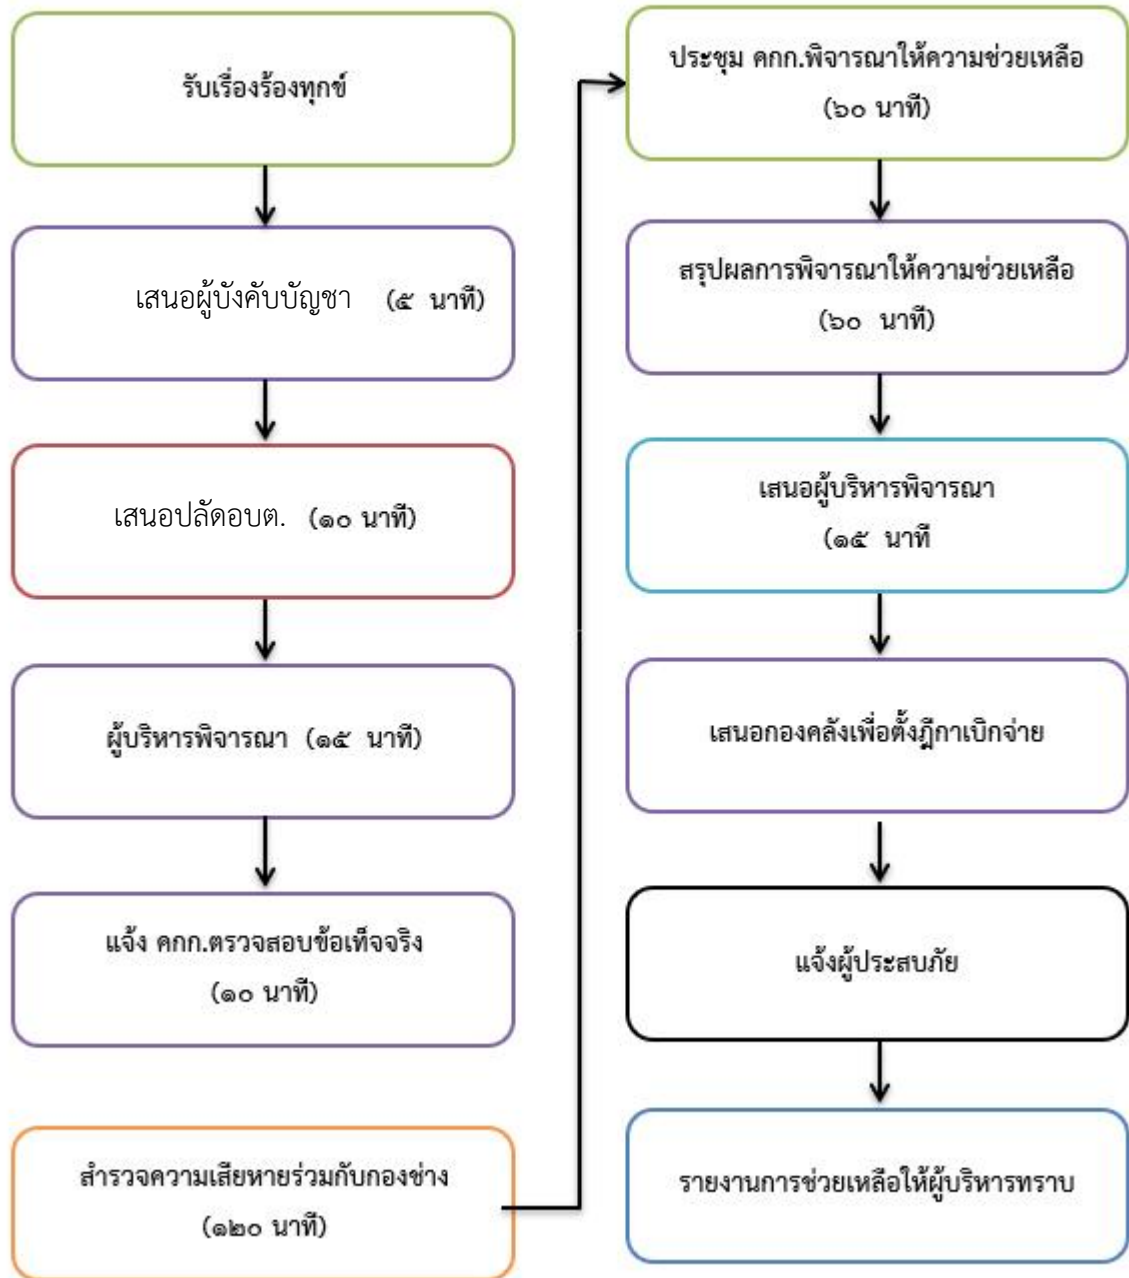 รับเรื่องร้องทุกข์
เสนอผู้บังคับบัญชา (๕ นาที)
เสนอปลัดอบต. (๑๐ นาที)
ผู้บริหารพิจารณา (๑๕ นาที)
แจ้ง คกก.ตรวจสอบข้อเท็จจริง
(๑๐ นาที)
สำรวจความเสียหายร่วมกับกองช่าง
(๑๒๐ นาที)
ประชุม คกก.พิจารณาให้ความช่วยเหลือ
(๖๐ นาที)
สรุปผลการพิจารณาให้ความช่วยเหลือ
(๖๐ นาที)
เสนอผู้บริหารพิจารณา
(๑๕ นาที
เสนอกองคลังเพื่อตั้งฎีกาเบิกจ่าย
แจ้งผู้ประสบภัย
รายงานการช่วยเหลือให้ผู้บริหารทราบ